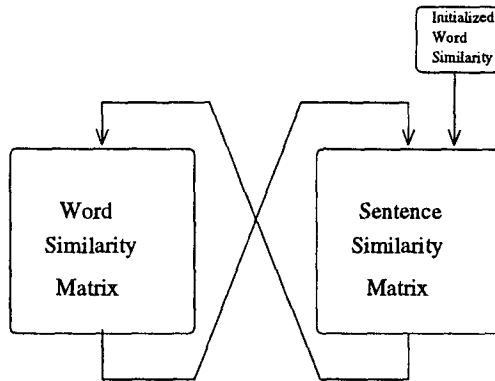 Initialized
Word
Similarity
Word
Similarity
Matrix
Sentence
Similarity
Matrix